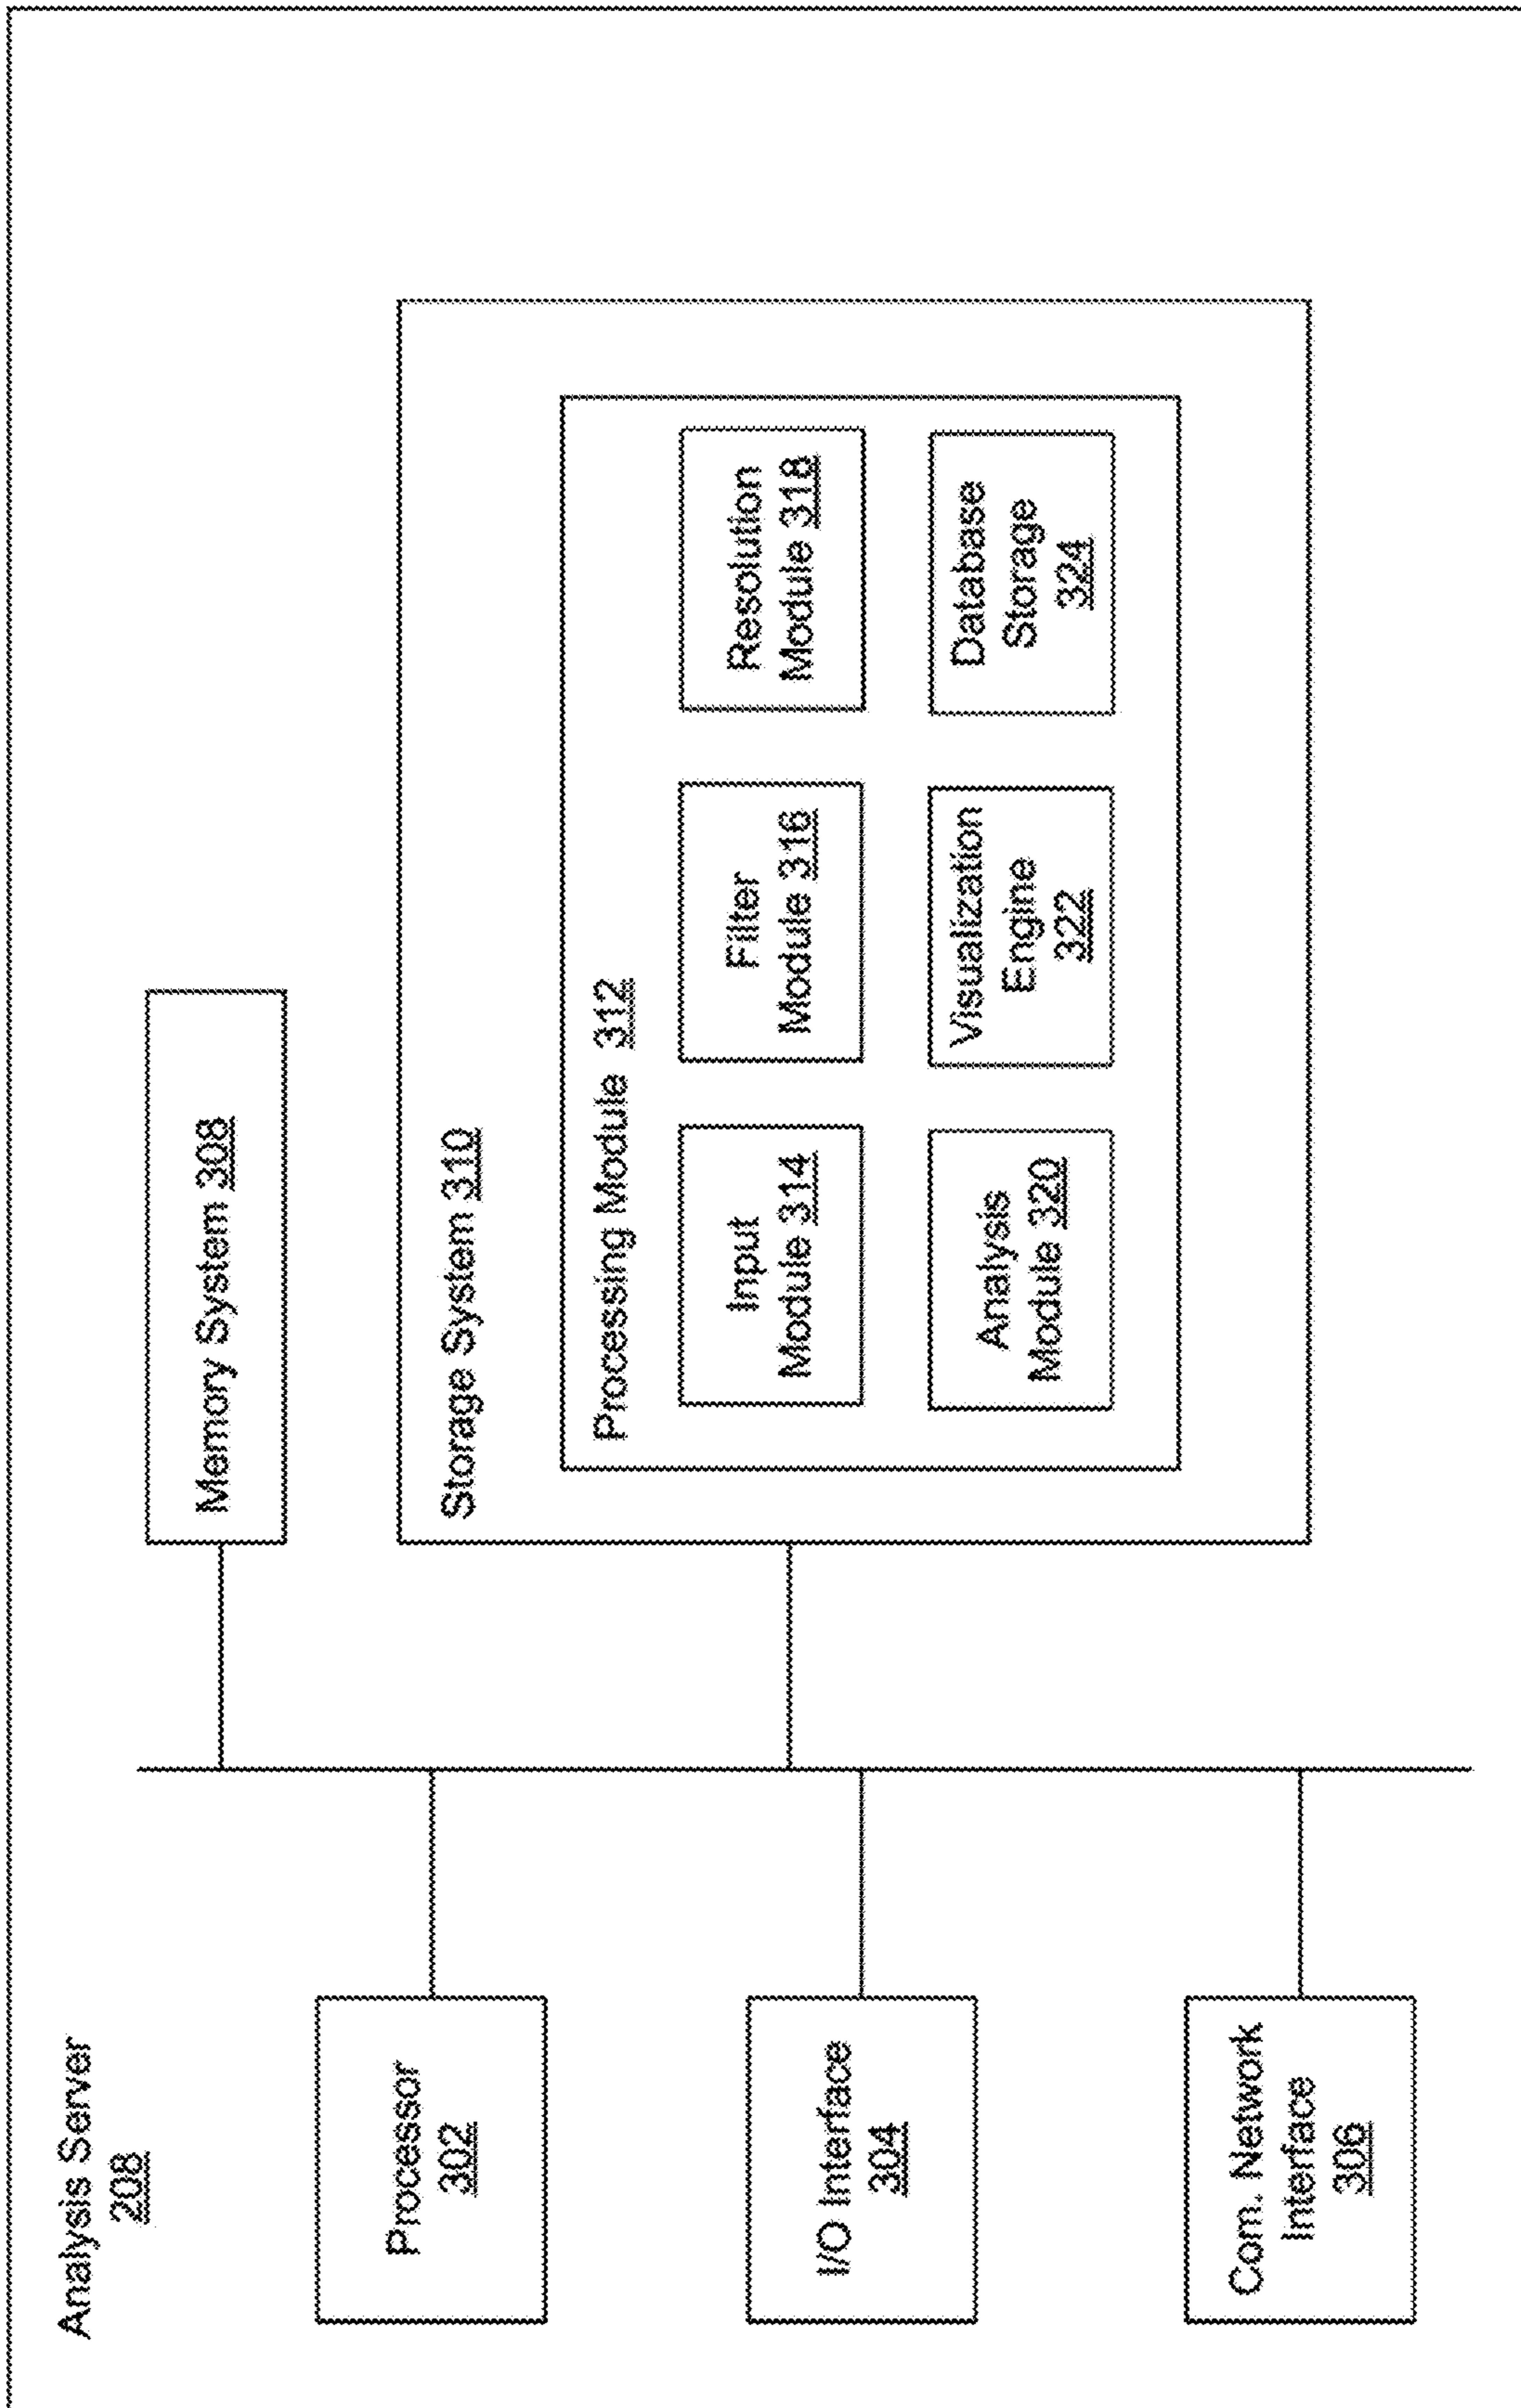 Analysis Server
208
Processor
302
I/O Interface
304
Com. Network
Interface
306
Memory System 308
Storage System 310
Processing Module 312
Input
Module 314
Filter
Module 316
Resolution
Module 318
Analysis
Module 320
Visualization
Engine
322
Database
Storage
324